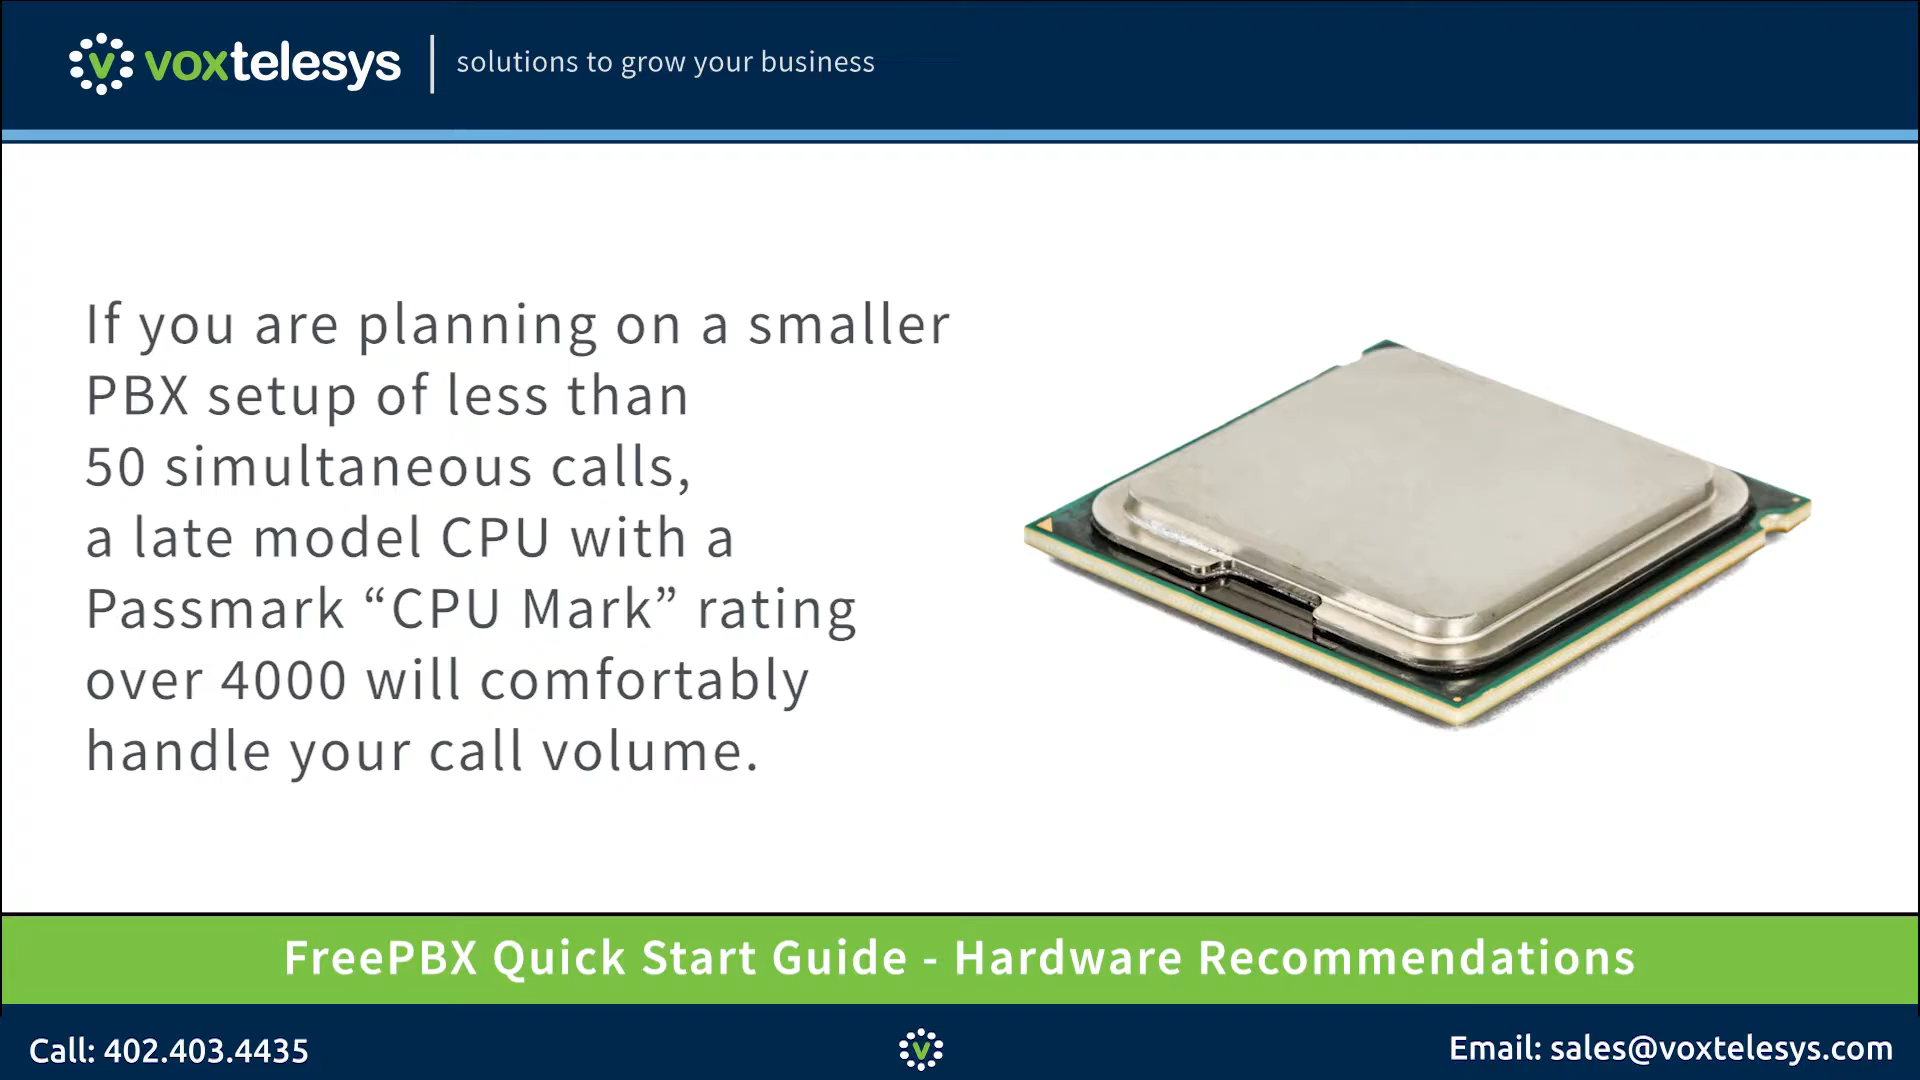 voxtelesys | solutions to grow your business
If you are planning on a smaller
PBX setup of less than
50 simultaneous calls,
a late model CPU with a
Passmark “CPU Mark” rating
over 4000 will comfortably
handle your call volume.
FreePBX Quick Start Guide - Hardware Recommendations
Call: 402.403.4435
Email: sales@voxtelesys.com